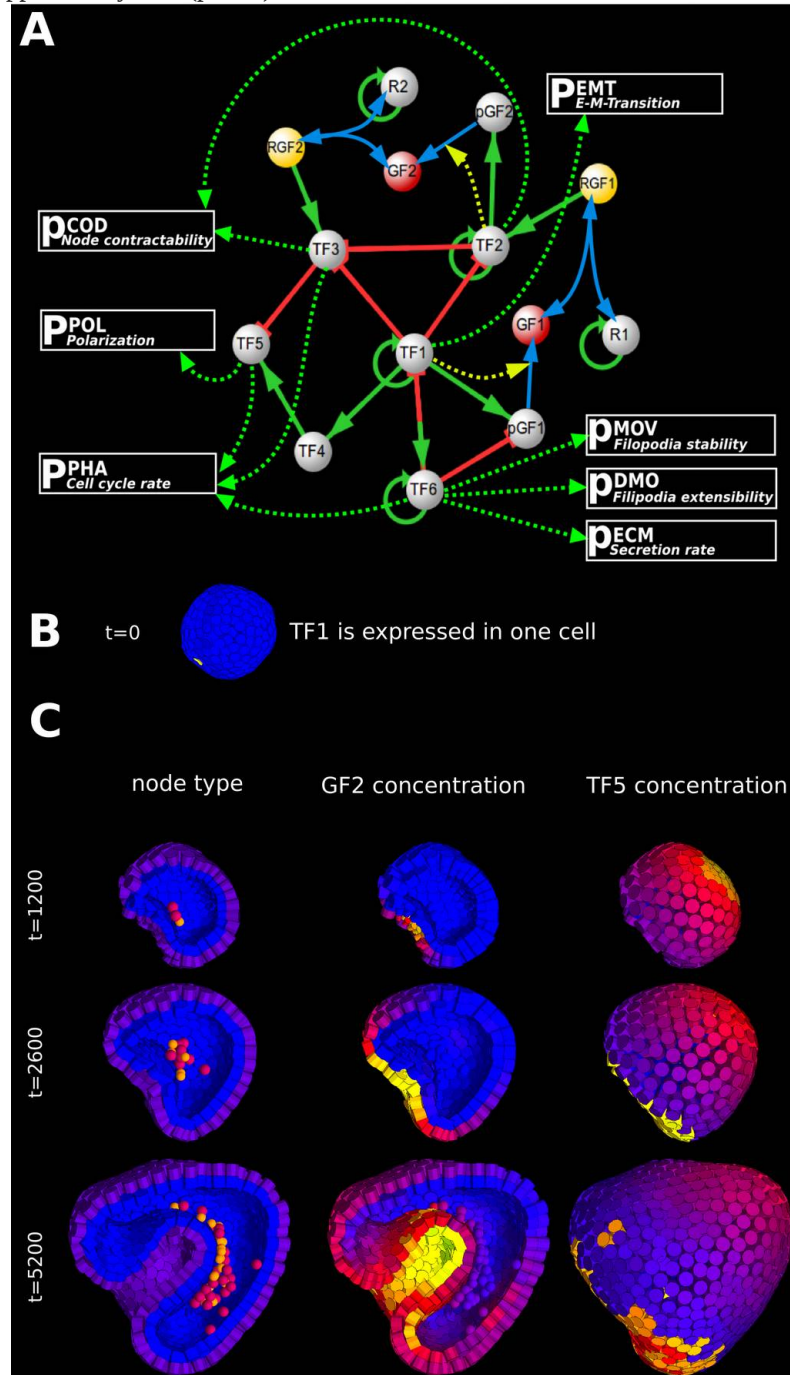 A
R2
pGF2
PEMT
E-M-Transition
RGF2
GF2
RGF1
pCOD
Node contractability
TF3
TF2
PPOL
Polarization
GF1
R1
TF5
TF1
pGF1
TF4
pMOV
Filopodia stability
PPHA
Cell cycle rate
TF6
pDMO
Filipodia extensibility
pECM
Secretion rate
B
t=0
TF1 is expressed in one cell
C
node type
GF2 concentration
TF5 concentration
t=1200
t=2600
t=5200